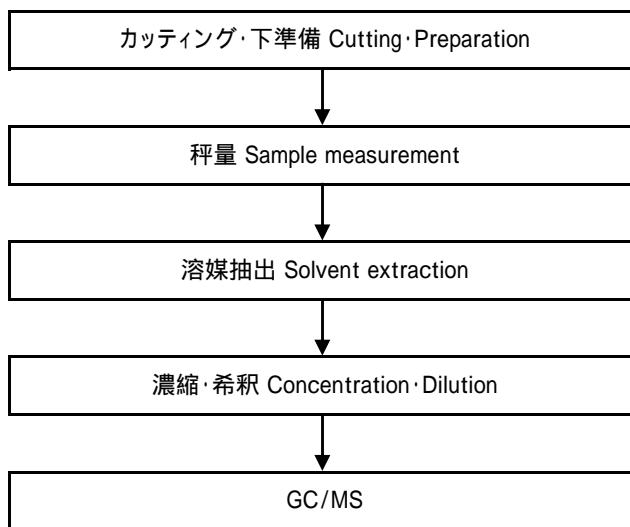 カッティング・下準備 Cutting・Preparation
秤量 Sample measurement
溶媒抽出 Solvent extraction
濃縮・希釈 Concentration・Dilution
GC/MS